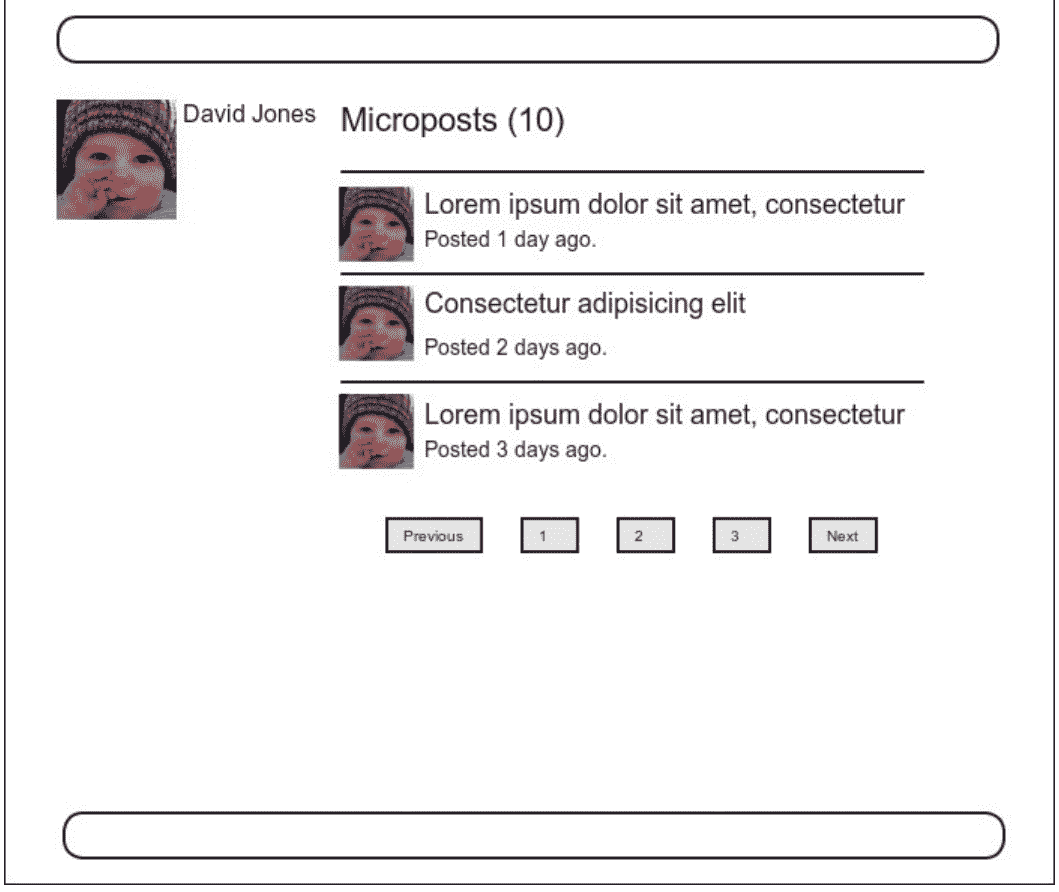 David Jones
Microposts (10)
Lorem ipsum dolor sit amet, consectetur
Posted 1 day ago.
Consectetur adipisicing elit
Posted 2 days ago.
Lorem ipsum dolor sit amet, consectetur
Posted 3 days ago.
Previous 1 2 3 Next